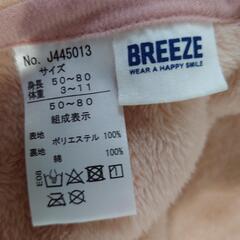 No. J445013
サイズ
身長 50～80
体重 3～11
50～80
組成表示
表地 ポリエステル 100%
裏地 綿 100%
E08
BREEZE
WEAR A HAPPY SMILE